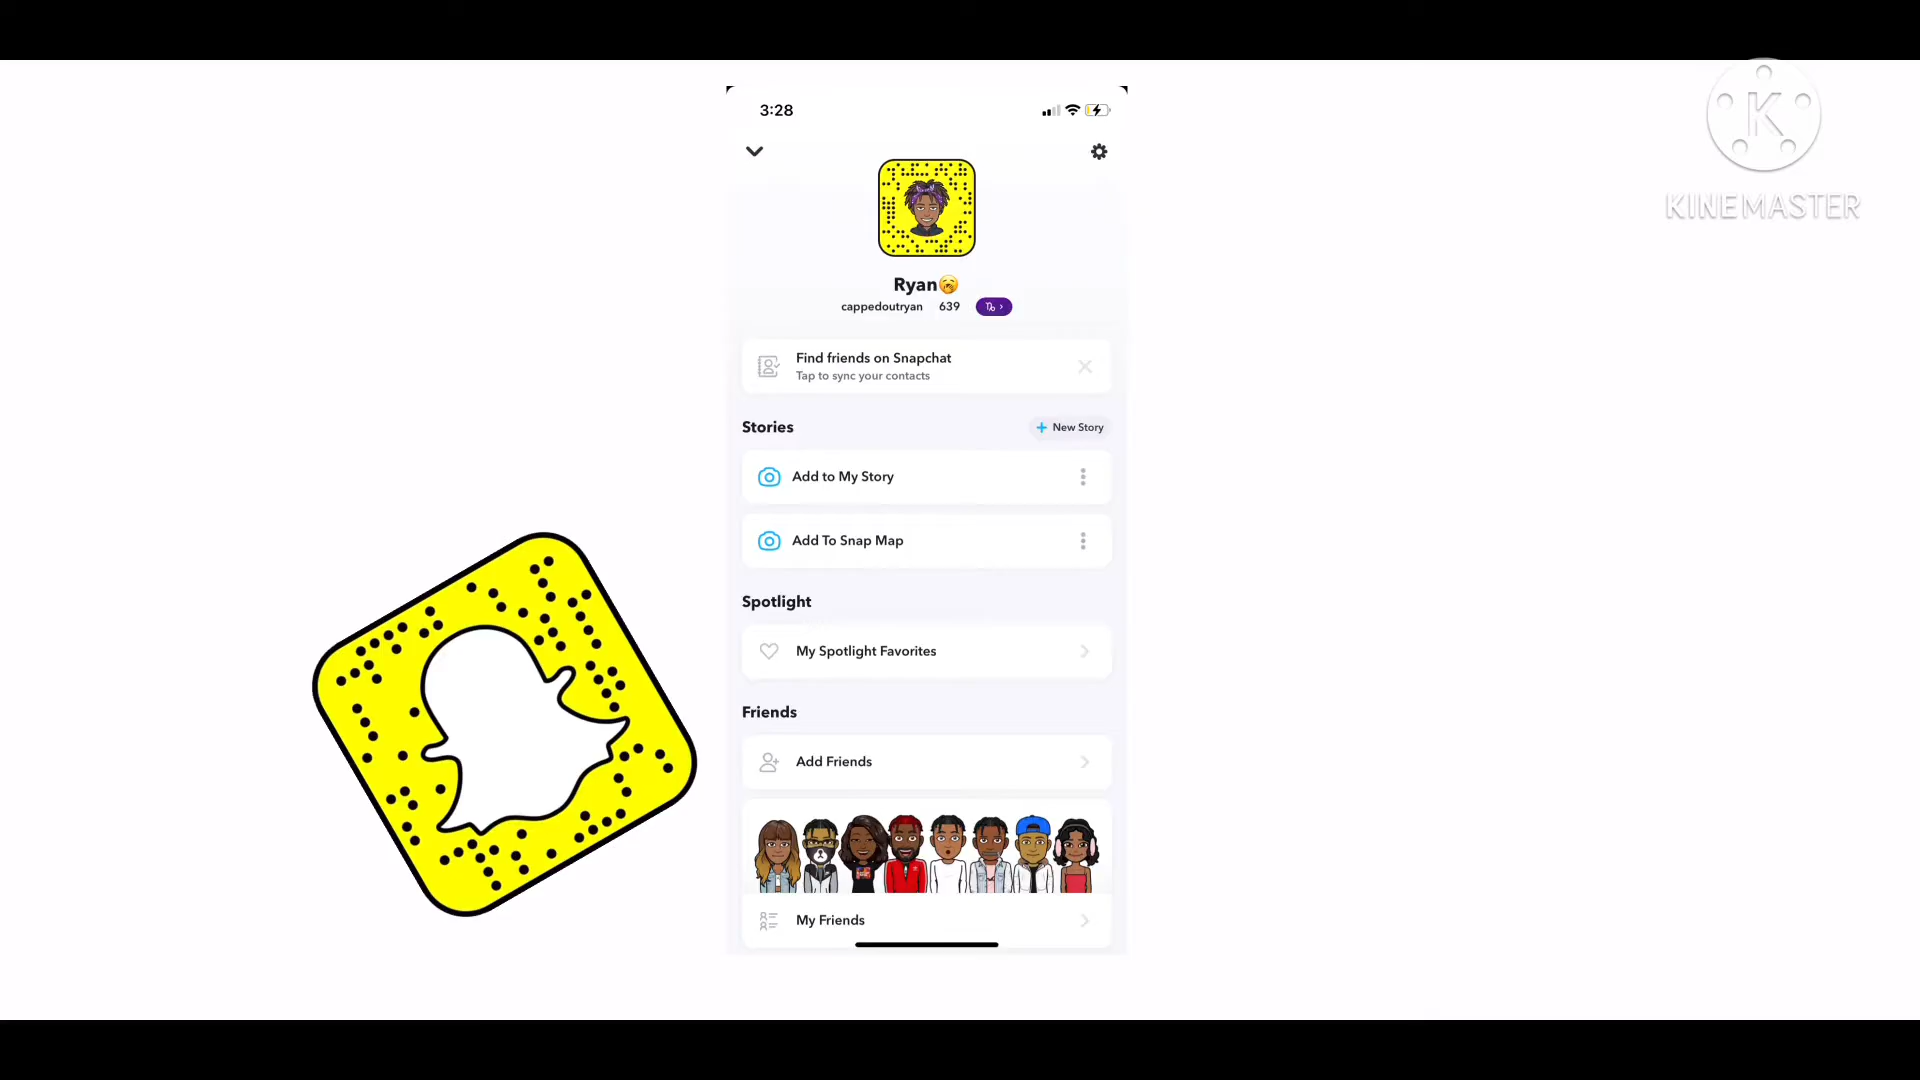 3:28
K
KINEMASTER
Ryan🥱
cappedoutryan 639 ♑ ›
Find friends on Snapchat
Tap to sync your contacts
Stories
+ New Story
Add to My Story
Add To Snap Map
Spotlight
My Spotlight Favorites
Friends
Add Friends
My Friends